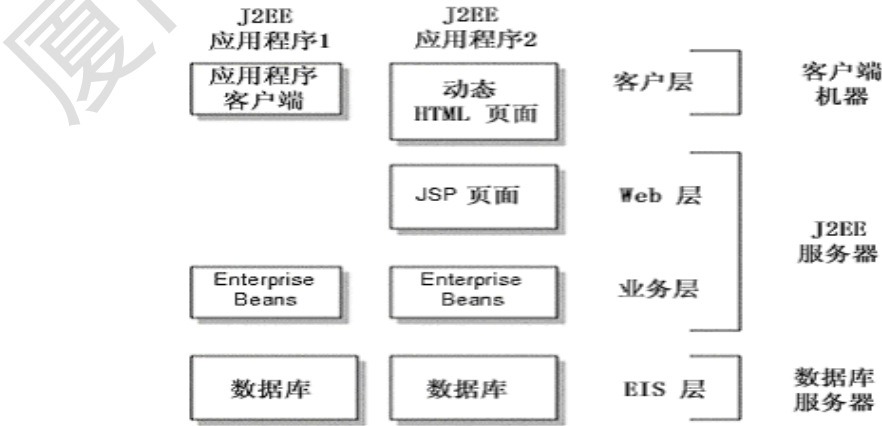 J2EE
应用程序1
J2EE
应用程序2
应用程序
客户端
动态
HTML 页面
客户层
客户端
机器
JSP 页面
Web 层
J2EE
服务器
Enterprise
Beans
Enterprise
Beans
业务层
数据库
数据库
EIS 层
数据库
服务器
厦